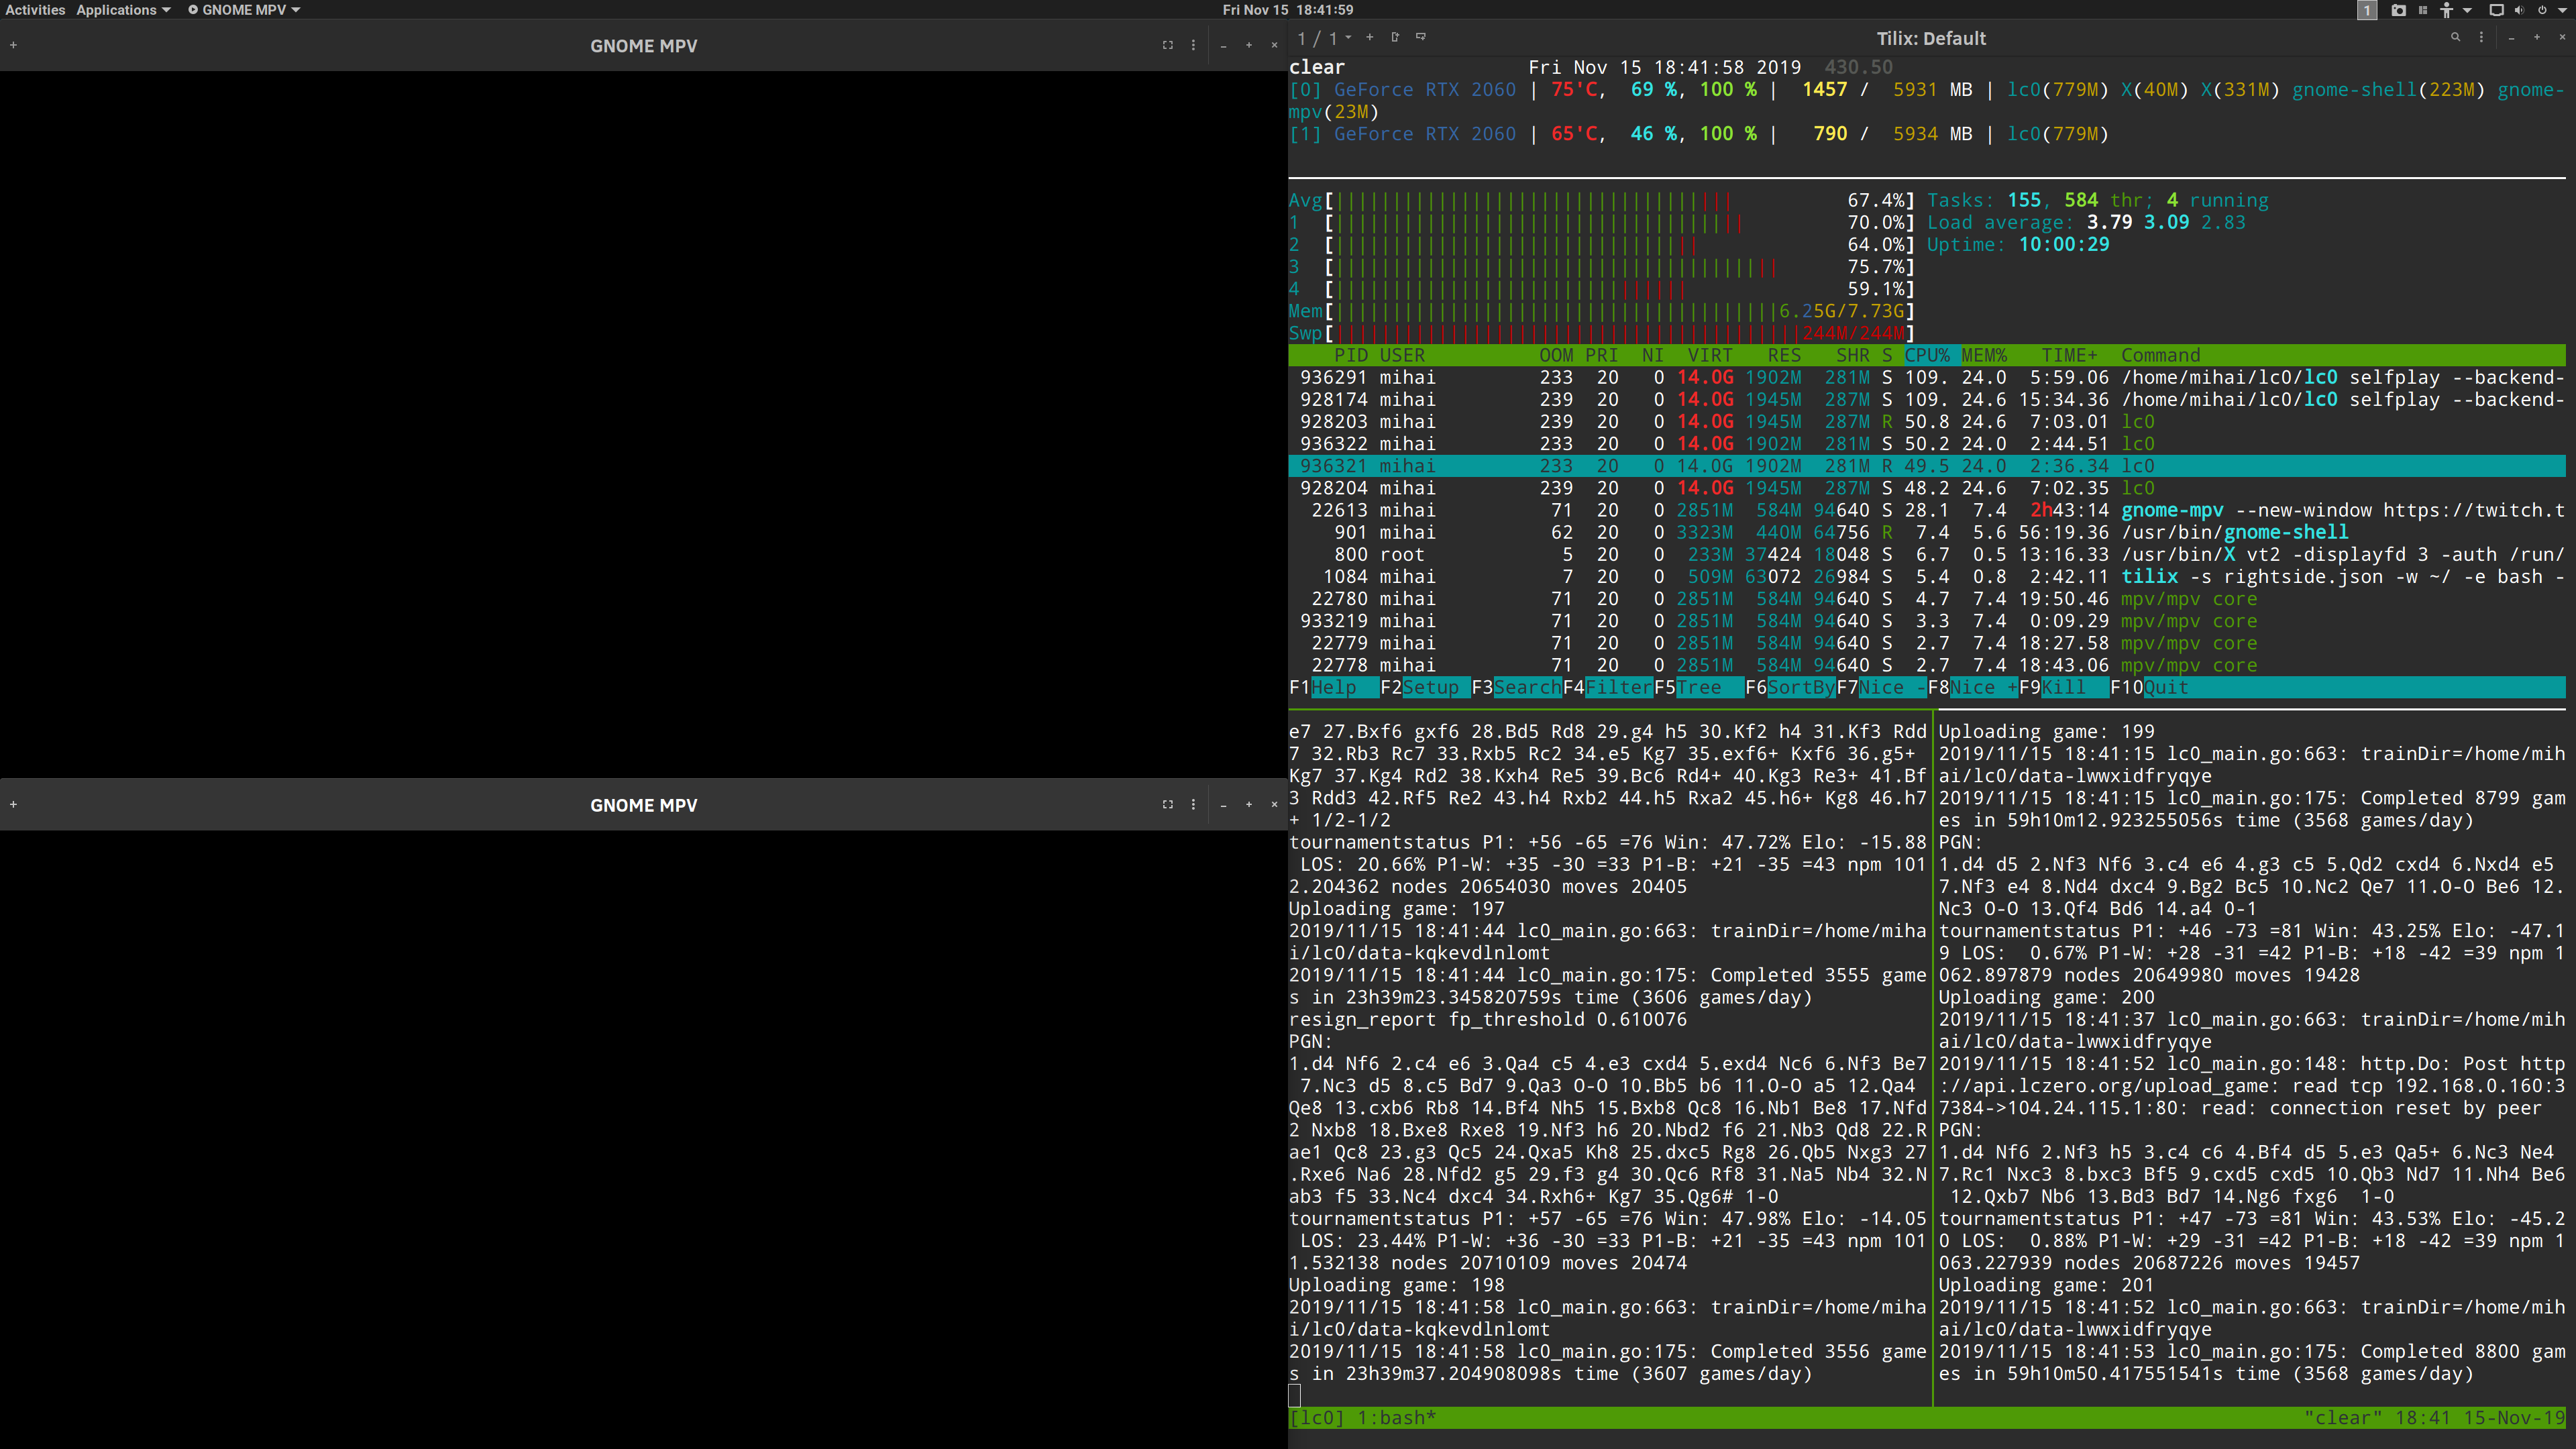 Activities Applications GNOME MPV Fri Nov 15 18:41:59 1
GNOME MPV
1 / 1 Tilix: Default
clear Fri Nov 15 18:41:58 2019 430.50
[0] GeForce RTX 2060 | 75'C, 69 %, 100 % | 1457 / 5931 MB | lc0(779M) X(40M) X(331M) gnome-shell(223M) gnome-
mpv(23M)
[1] GeForce RTX 2060 | 65'C, 46 %, 100 % | 790 / 5934 MB | lc0(779M)
Avg[ 67.4%] Tasks: 155, 584 thr; 4 running
1 [ 70.0%] Load average: 3.79 3.09 2.83
2 [ 64.0%] Uptime: 10:00:29
3 [ 75.7%]
4 [ 59.1%]
Mem[ 6.25G/7.73G]
Swp[ 244M/244M]
PID USER OOM PRI NI VIRT RES SHR S CPU% MEM% TIME+ Command
936291 mihai 233 20 0 14.0G 1902M 281M S 109. 24.0 5:59.06 /home/mihai/lc0/lc0 selfplay --backend-
928174 mihai 239 20 0 14.0G 1945M 287M S 109. 24.6 15:34.36 /home/mihai/lc0/lc0 selfplay --backend-
928203 mihai 239 20 0 14.0G 1945M 287M R 50.8 24.6 7:03.01 lc0
936322 mihai 233 20 0 14.0G 1902M 281M S 50.2 24.0 2:44.51 lc0
936321 mihai 233 20 0 14.0G 1902M 281M R 49.5 24.0 2:36.34 lc0
928204 mihai 239 20 0 14.0G 1945M 287M S 48.2 24.6 7:02.35 lc0
22613 mihai 71 20 0 2851M 584M 94640 S 28.1 7.4 2h43:14 gnome-mpv --new-window https://twitch.t
901 mihai 62 20 0 3323M 440M 64756 R 7.4 5.6 56:19.36 /usr/bin/gnome-shell
800 root 5 20 0 233M 37424 18048 S 6.7 0.5 13:16.33 /usr/bin/X vt2 -displayfd 3 -auth /run/
1084 mihai 7 20 0 509M 63072 26984 S 5.4 0.8 2:42.11 tilix -s rightside.json -w ~/ -e bash -
22780 mihai 71 20 0 2851M 584M 94640 S 4.7 7.4 19:50.46 mpv/mpv core
933219 mihai 71 20 0 2851M 584M 94640 S 3.3 7.4 0:09.29 mpv/mpv core
22779 mihai 71 20 0 2851M 584M 94640 S 2.7 7.4 18:27.58 mpv/mpv core
22778 mihai 71 20 0 2851M 584M 94640 S 2.7 7.4 18:43.06 mpv/mpv core
F1Help F2Setup F3SearchF4FilterF5Tree F6SortByF7Nice -F8Nice +F9Kill F10Quit
GNOME MPV
e7 27.Bxf6 gxf6 28.Bd5 Rd8 29.g4 h5 30.Kf2 h4 31.Kf3 Rdd
7 32.Rb3 Rc7 33.Rxb5 Rc2 34.e5 Kg7 35.exf6+ Kxf6 36.g5+
Kg7 37.Kg4 Rd2 38.Kxh4 Re5 39.Bc6 Rd4+ 40.Kg3 Re3+ 41.Bf
3 Rdd3 42.Rf5 Re2 43.h4 Rxb2 44.h5 Rxa2 45.h6+ Kg8 46.h7
+ 1/2-1/2
tournamentstatus P1: +56 -65 =76 Win: 47.72% Elo: -15.88
LOS: 20.66% P1-W: +35 -30 =33 P1-B: +21 -35 =43 npm 101
2.204362 nodes 20654030 moves 20405
Uploading game: 197
2019/11/15 18:41:44 lc0_main.go:663: trainDir=/home/miha
i/lc0/data-kqkevdlnlomt
2019/11/15 18:41:44 lc0_main.go:175: Completed 3555 game
s in 23h39m23.345820759s time (3606 games/day)
resign_report fp_threshold 0.610076
PGN:
1.d4 Nf6 2.c4 e6 3.Qa4 c5 4.e3 cxd4 5.exd4 Nc6 6.Nf3 Be7
7.Nc3 d5 8.c5 Bd7 9.Qa3 O-O 10.Bb5 b6 11.O-O a5 12.Qa4
Qe8 13.cxb6 Rb8 14.Bf4 Nh5 15.Bxb8 Qc8 16.Nb1 Be8 17.Nfd
2 Nxb8 18.Bxe8 Rxe8 19.Nf3 h6 20.Nbd2 f6 21.Nb3 Qd8 22.R
ae1 Qc8 23.g3 Qc5 24.Qxa5 Kh8 25.dxc5 Rg8 26.Qb5 Nxg3 27
.Rxe6 Na6 28.Nfd2 g5 29.f3 g4 30.Qc6 Rf8 31.Na5 Nb4 32.N
ab3 f5 33.Nc4 dxc4 34.Rxh6+ Kg7 35.Qg6# 1-0
tournamentstatus P1: +57 -65 =76 Win: 47.98% Elo: -14.05
LOS: 23.44% P1-W: +36 -30 =33 P1-B: +21 -35 =43 npm 101
1.532138 nodes 20710109 moves 20474
Uploading game: 198
2019/11/15 18:41:58 lc0_main.go:663: trainDir=/home/miha
i/lc0/data-kqkevdlnlomt
2019/11/15 18:41:58 lc0_main.go:175: Completed 3556 game
s in 23h39m37.204908098s time (3607 games/day)
Uploading game: 199
2019/11/15 18:41:15 lc0_main.go:663: trainDir=/home/mih
ai/lc0/data-lwwxidfryqye
2019/11/15 18:41:15 lc0_main.go:175: Completed 8799 gam
es in 59h10m12.923255056s time (3568 games/day)
PGN:
1.d4 d5 2.Nf3 Nf6 3.c4 e6 4.g3 c5 5.Qd2 cxd4 6.Nxd4 e5
7.Nf3 e4 8.Nd4 dxc4 9.Bg2 Bc5 10.Nc2 Qe7 11.O-O Be6 12.
Nc3 O-O 13.Qf4 Bd6 14.a4 0-1
tournamentstatus P1: +46 -73 =81 Win: 43.25% Elo: -47.1
9 LOS: 0.67% P1-W: +28 -31 =42 P1-B: +18 -42 =39 npm 1
062.897879 nodes 20649980 moves 19428
Uploading game: 200
2019/11/15 18:41:37 lc0_main.go:663: trainDir=/home/mih
ai/lc0/data-lwwxidfryqye
2019/11/15 18:41:52 lc0_main.go:148: http.Do: Post http
://api.lczero.org/upload_game: read tcp 192.168.0.160:3
7384->104.24.115.1:80: read: connection reset by peer
PGN:
1.d4 Nf6 2.Nf3 h5 3.c4 c6 4.Bf4 d5 5.e3 Qa5+ 6.Nc3 Ne4
7.Rc1 Nxc3 8.bxc3 Bf5 9.cxd5 cxd5 10.Qb3 Nd7 11.Nh4 Be6
12.Qxb7 Nb6 13.Bd3 Bd7 14.Ng6 fxg6 1-0
tournamentstatus P1: +47 -73 =81 Win: 43.53% Elo: -45.2
0 LOS: 0.88% P1-W: +29 -31 =42 P1-B: +18 -42 =39 npm 1
063.227939 nodes 20687226 moves 19457
Uploading game: 201
2019/11/15 18:41:52 lc0_main.go:663: trainDir=/home/mih
ai/lc0/data-lwwxidfryqye
2019/11/15 18:41:53 lc0_main.go:175: Completed 8800 gam
es in 59h10m50.417551541s time (3568 games/day)
[lc0] 1:bash* "clear" 18:41 15-Nov-19